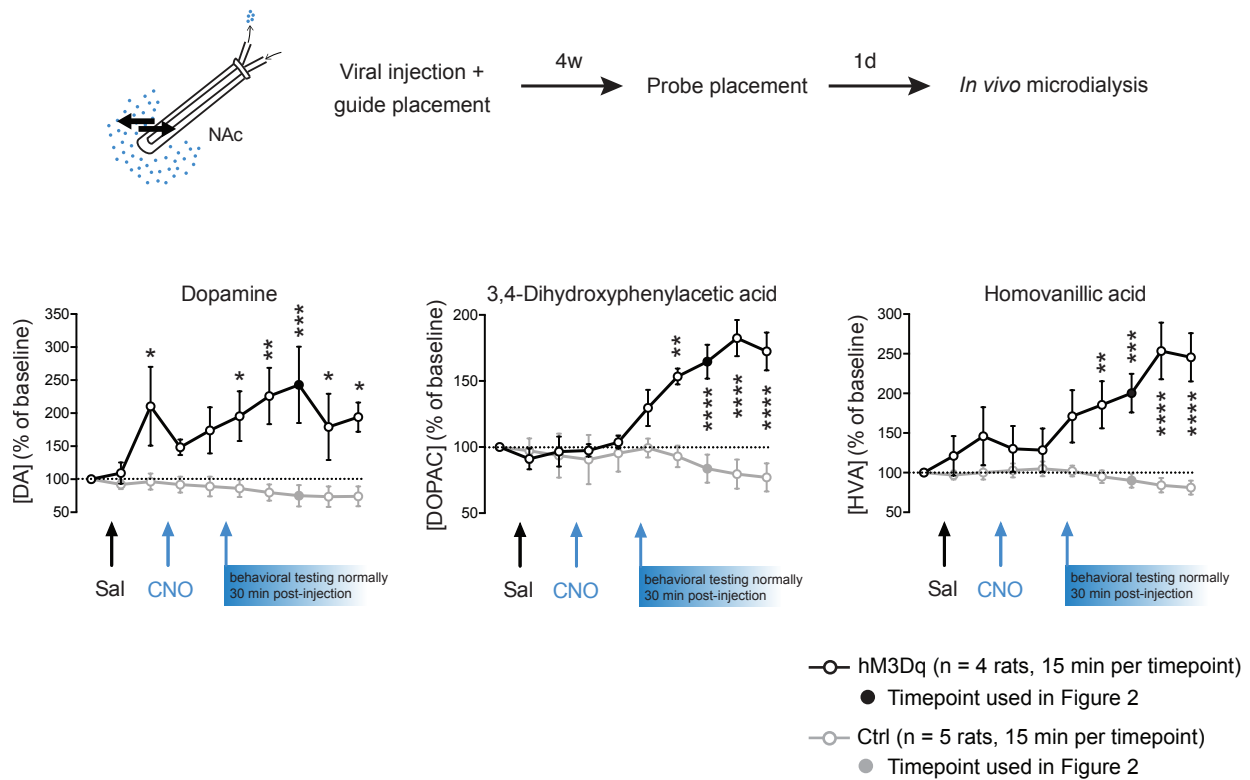 NAc
Viral injection +
guide placement
4w
Probe placement
1d
In vivo microdialysis
Dopamine
[DA] (% of baseline)
350
300
250
200
150
100
50
*
*
**
***
*
*
Sal
CNO
behavioral testing normally
30 min post-injection
3,4-Dihydroxyphenylacetic acid
[DOPAC] (% of baseline)
200
150
100
50
**
****
****
****
Sal
CNO
behavioral testing normally
30 min post-injection
Homovanillic acid
[HVA] (% of baseline)
300
250
200
150
100
50
**
***
****
****
Sal
CNO
behavioral testing normally
30 min post-injection
hM3Dq (n = 4 rats, 15 min per timepoint)
Timepoint used in Figure 2
Ctrl (n = 5 rats, 15 min per timepoint)
Timepoint used in Figure 2